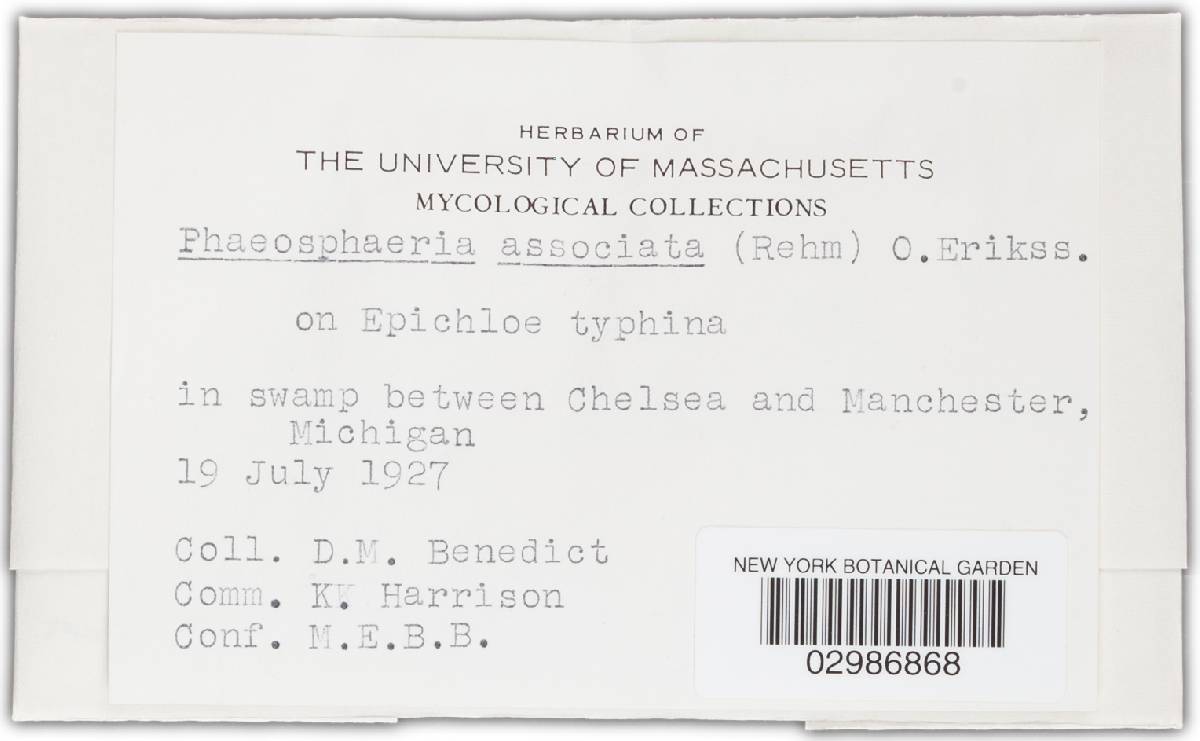 HERBARIUM OF
THE UNIVERSITY OF MASSACHUSETTS
MYCOLOGICAL COLLECTIONS
Phaeosphaeria associata (Rehm) O.Erikss.
on Epichloe typhina
in swamp between Chelsea and Manchester,
Michigan
19 July 1927
Coll. D.M. Benedict
Comm. K. Harrison
Conf. M.E.B.B.
NEW YORK BOTANICAL GARDEN
02986868